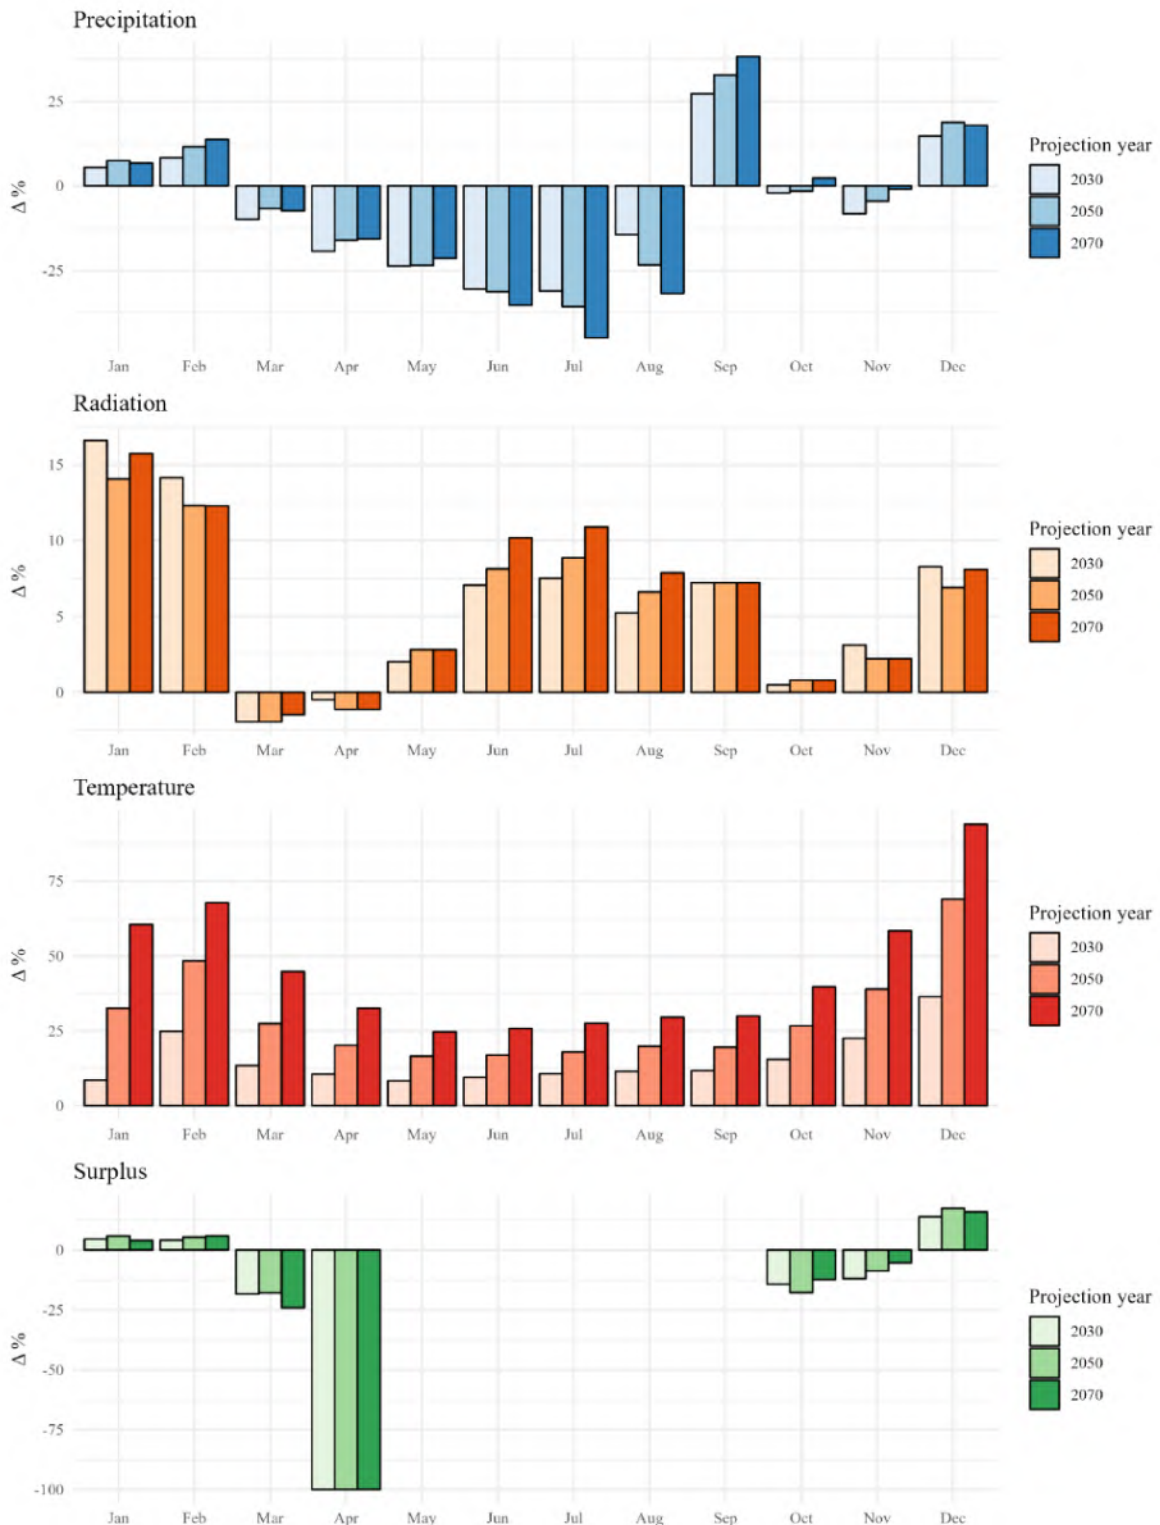 Precipitation
25
0
-25
Δ %
Jan Feb Mar Apr May Jun Jul Aug Sep Oct Nov Dec
Projection year
2030
2050
2070
Radiation
15
10
5
0
Δ %
Jan Feb Mar Apr May Jun Jul Aug Sep Oct Nov Dec
Projection year
2030
2050
2070
Temperature
75
50
25
0
Δ %
Jan Feb Mar Apr May Jun Jul Aug Sep Oct Nov Dec
Projection year
2030
2050
2070
Surplus
0
-25
-50
-75
-100
Δ %
Jan Feb Mar Apr May Jun Jul Aug Sep Oct Nov Dec
Projection year
2030
2050
2070